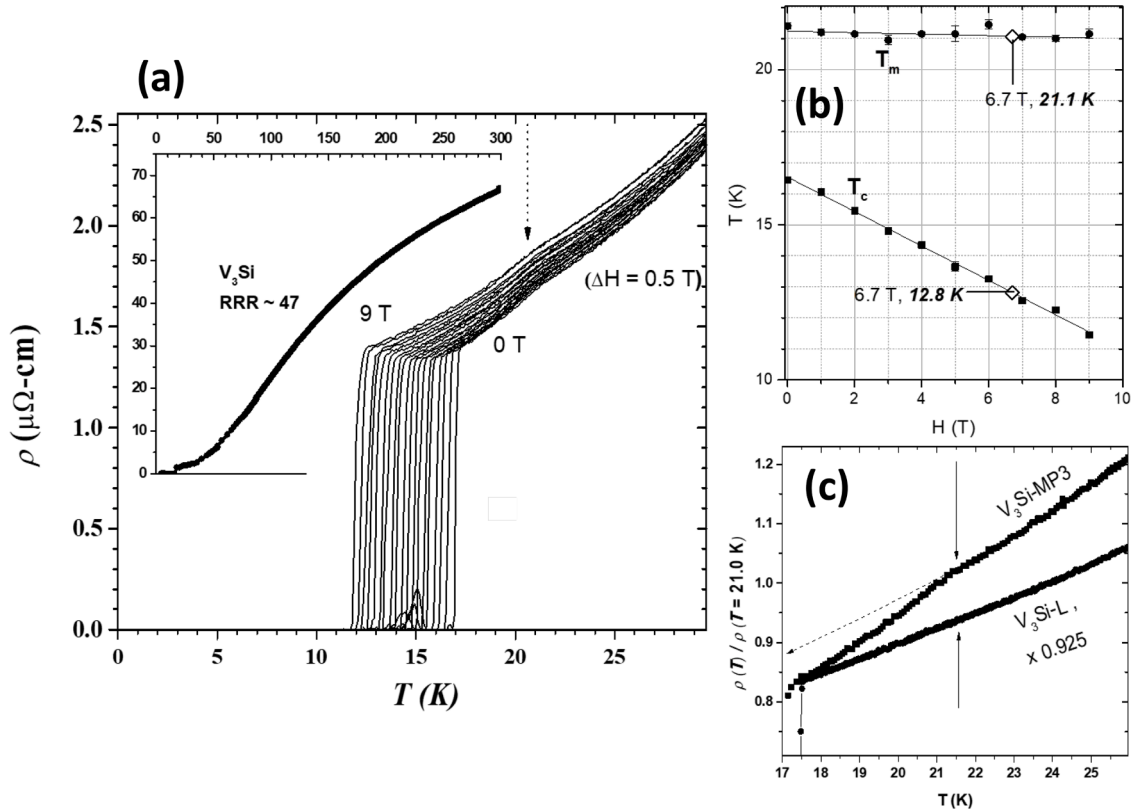 (a)
0 50 100 150 200 250 300
70
60
50
40
30
20
10
0
V3Si
RRR ~ 47
9 T
0 T
(ΔH = 0.5 T)
2.5
2.0
1.5
1.0
0.5
0.0
ρ (μΩ-cm)
0 5 10 15 20 25
T (K)
(b)
20
15
10
T (K)
Tm
6.7 T, 21.1 K
Tc
6.7 T, 12.8 K
0 2 4 6 8 10
H (T)
(c)
1.2
1.1
1.0
0.9
0.8
ρ(T) / ρ (T = 21.0 K)
V3Si-MP3
V3Si-L ,
x 0.925
17 18 19 20 21 22 23 24 25
T (K)